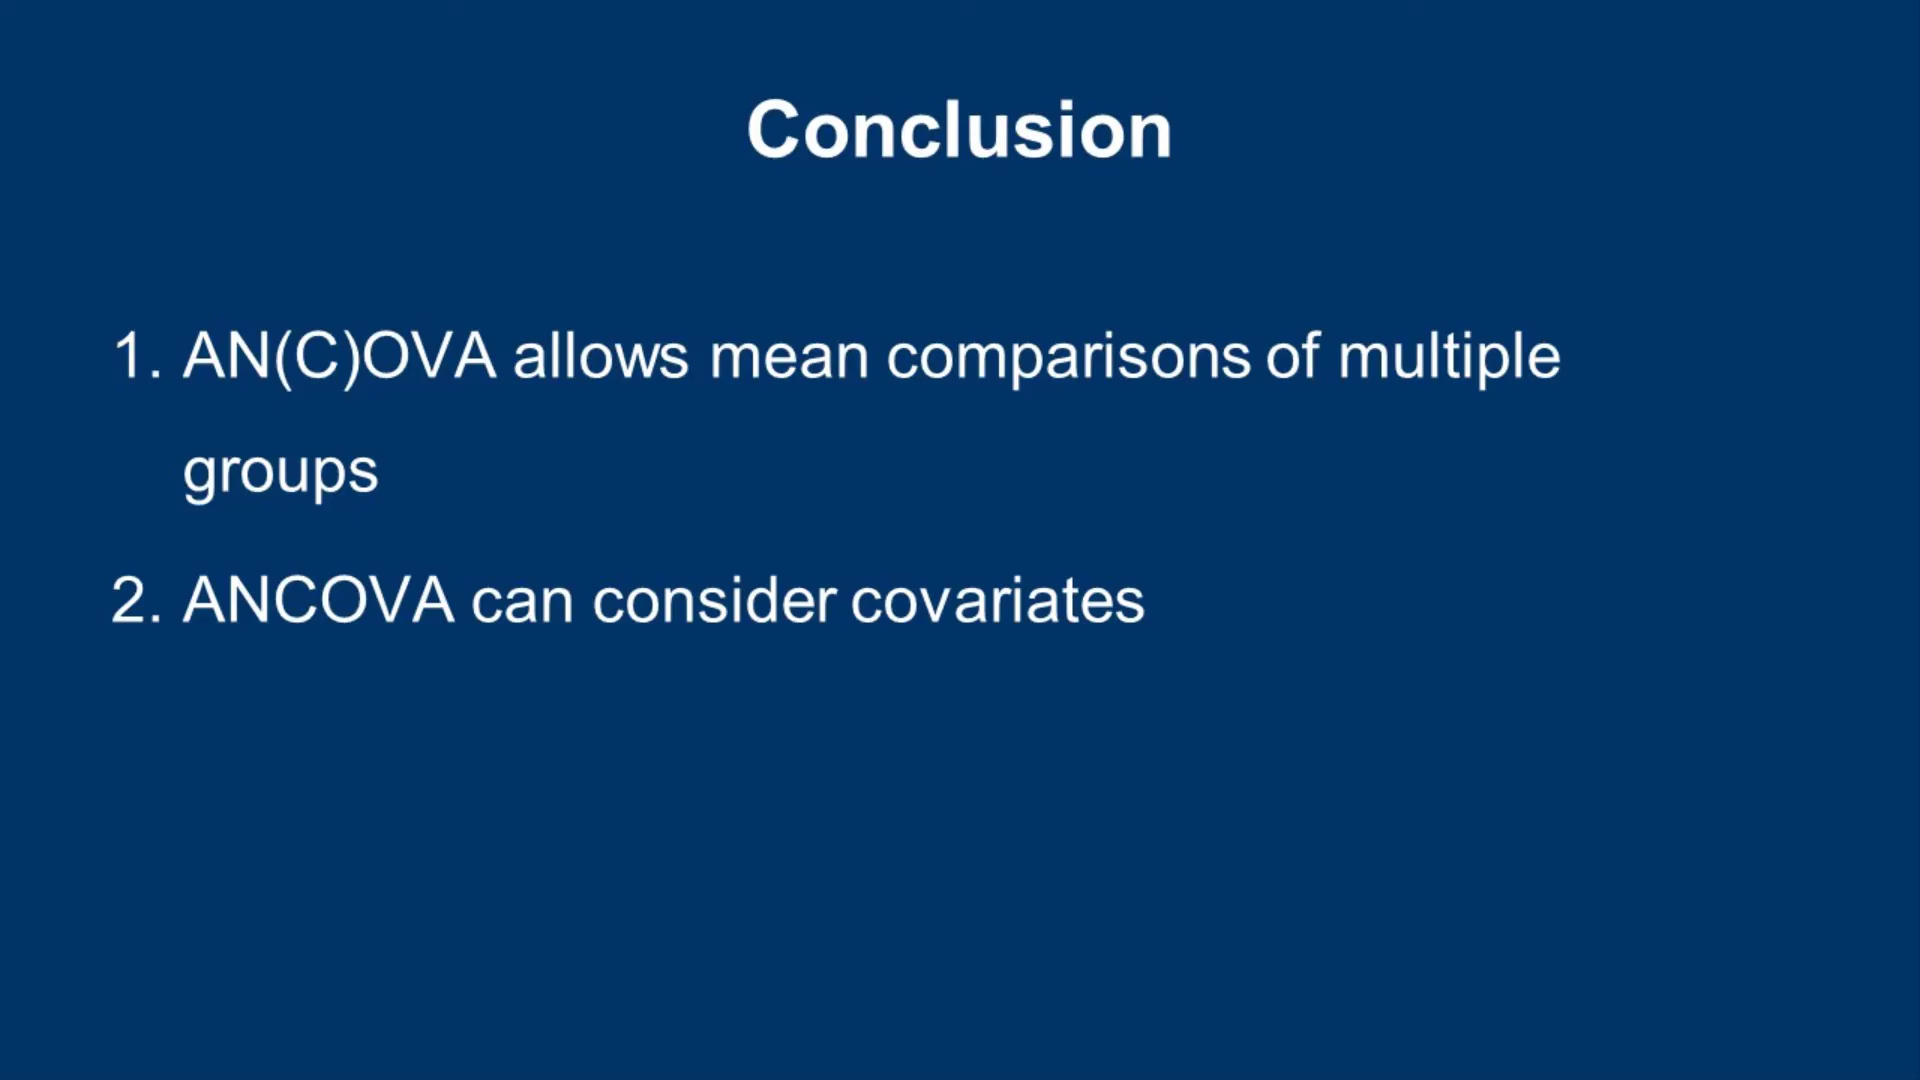 Conclusion
1. AN(C)OVA allows mean comparisons of multiple
groups
2. ANCOVA can consider covariates